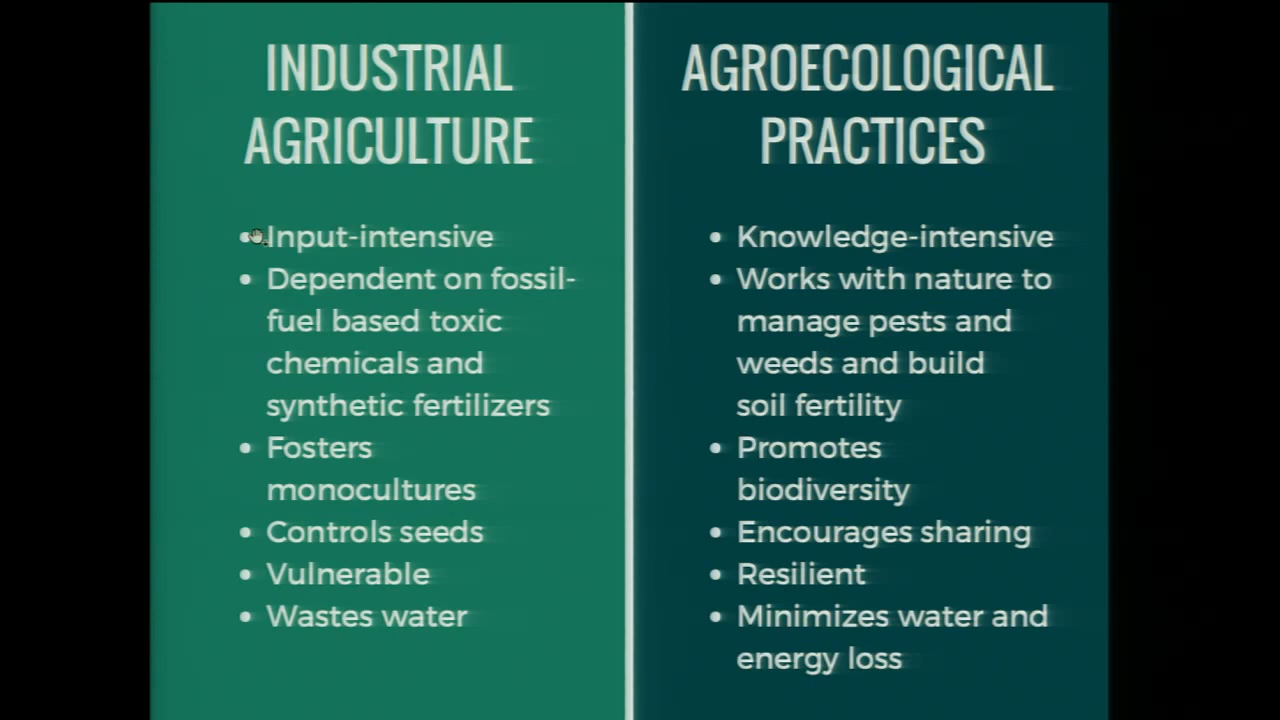 INDUSTRIAL
AGRICULTURE
• Input-intensive
• Dependent on fossil-
fuel based toxic
chemicals and
synthetic fertilizers
• Fosters
monocultures
• Controls seeds
• Vulnerable
• Wastes water
AGROECOLOGICAL
PRACTICES
• Knowledge-intensive
• Works with nature to
manage pests and
weeds and build
soil fertility
• Promotes
biodiversity
• Encourages sharing
• Resilient
• Minimizes water and
energy loss